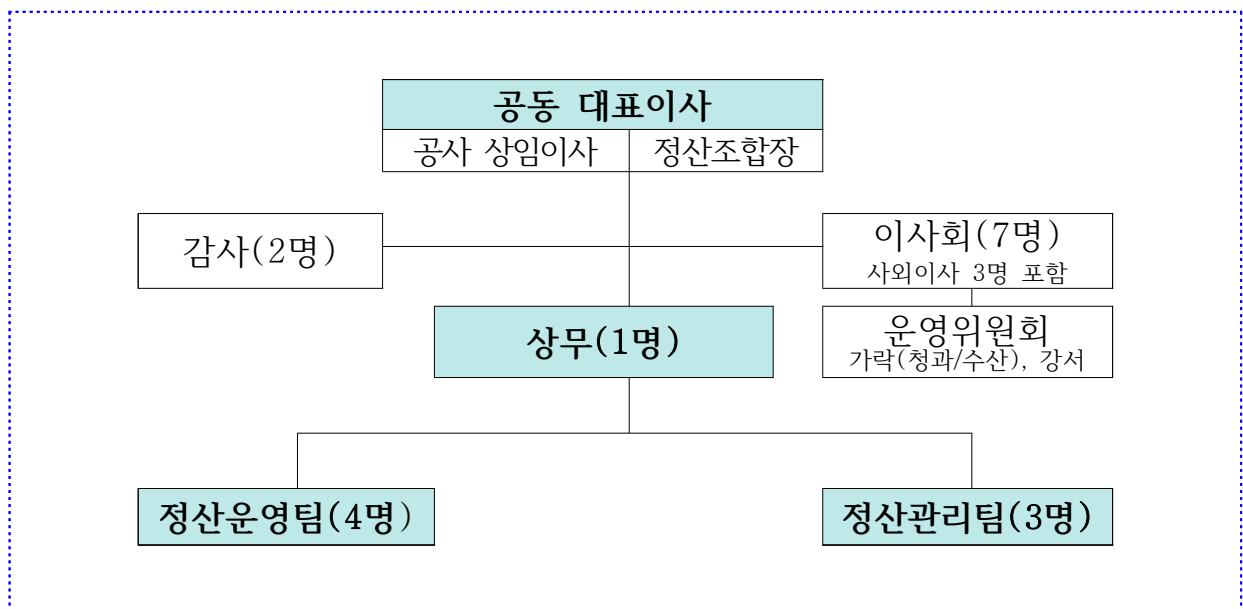 공동 대표이사
공사 상임이사 정산조합장
감사(2명)
이사회(7명)
사외이사 3명 포함
상무(1명)
운영위원회
가락(청과/수산), 강서
정산운영팀(4명)
정산관리팀(3명)